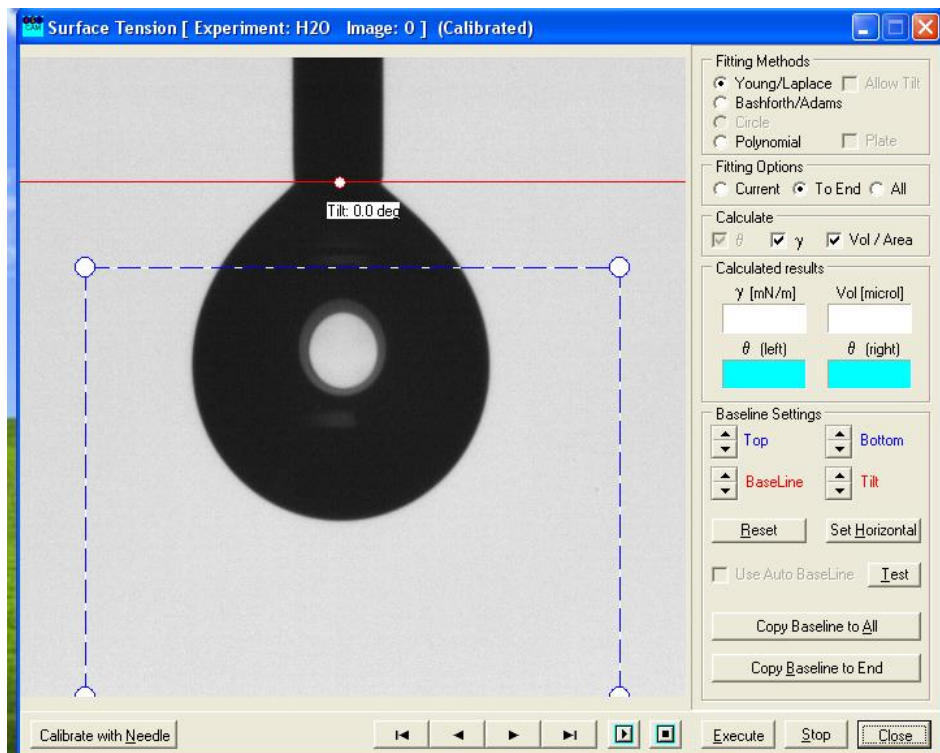 CAM
Surface Tension [ Experiment: H2O Image: 0 ] (Calibrated)
Tilt: 0.0 deg
Fitting Methods
Young/Laplace Allow Tilt
Bashforth/Adams
Circle
Polynomial Plate
Fitting Options
Current To End All
Calculate
θ γ Vol / Area
Calculated results
γ [mN/m] Vol [microl]
θ (left) θ (right)
Baseline Settings
Top Bottom
BaseLine Tilt
Reset Set Horizontal
Use Auto BaseLine Test
Copy Baseline to All
Copy Baseline to End
Calibrate with Needle Execute Stop Close